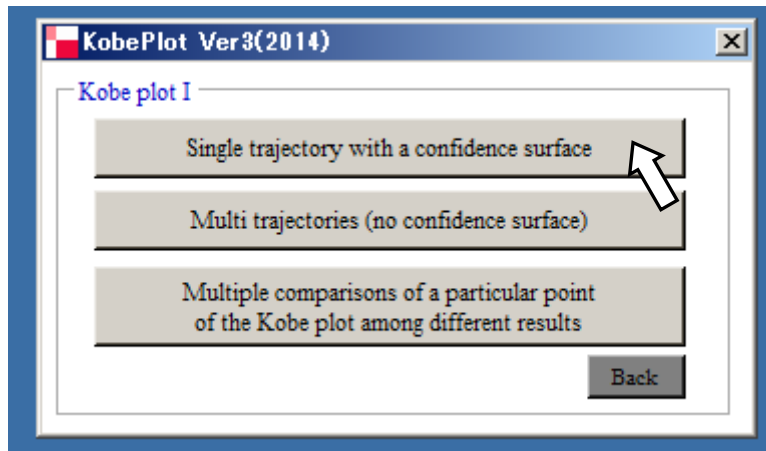 KobePlot Ver3(2014)
Kobe plot I
Single trajectory with a confidence surface
Multi trajectories (no confidence surface)
Multiple comparisons of a particular point
of the Kobe plot among different results
Back